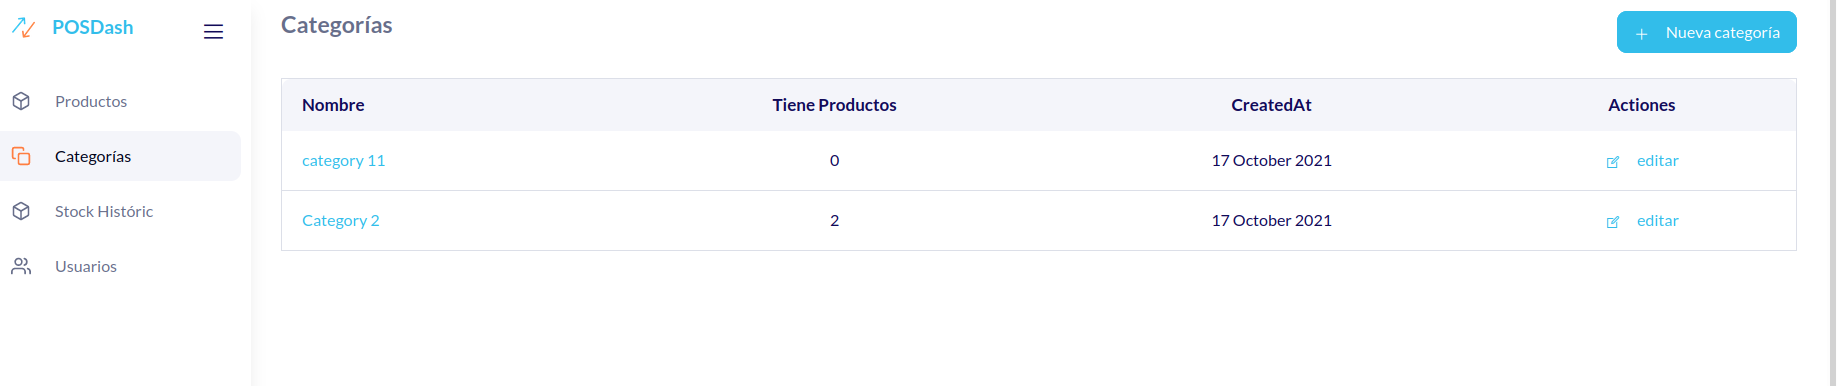 POSDash
Productos
Categorías
Stock Históric
Usuarios
Categorías
Nueva categoría
Nombre Tiene Productos CreatedAt Actiones
category 11 0 17 October 2021 editar
Category 2 2 17 October 2021 editar